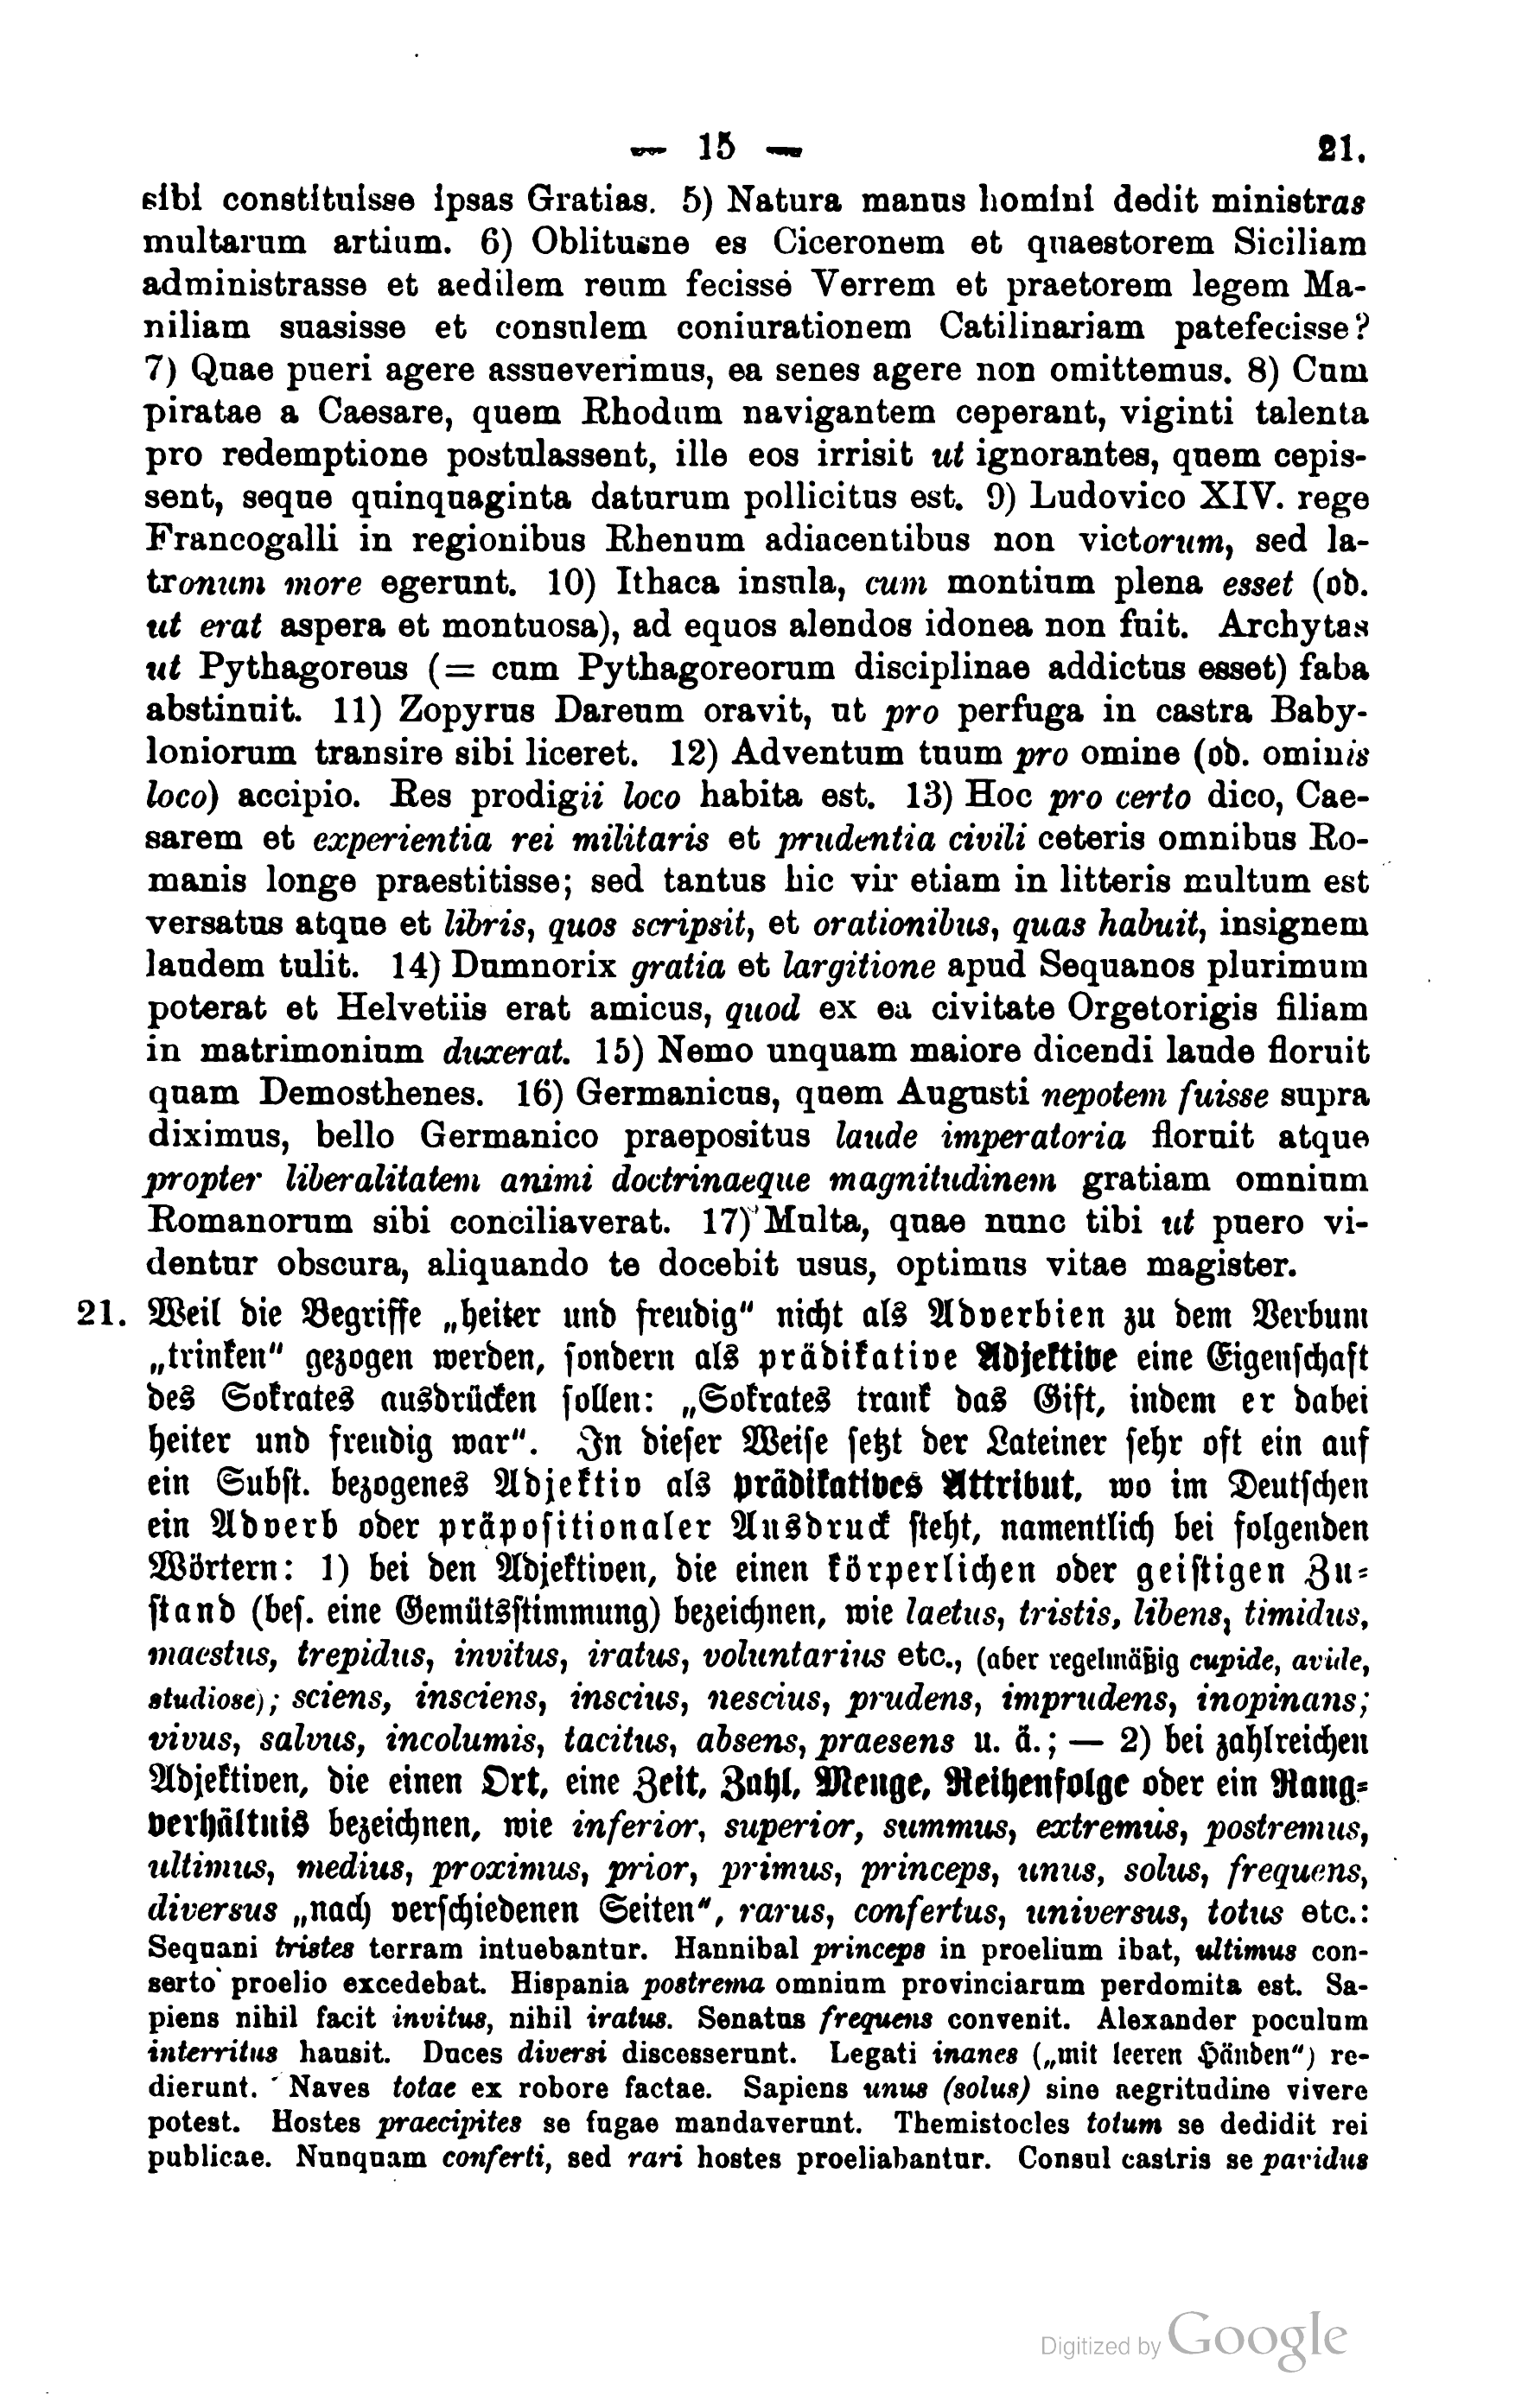 — 15 — 21.
sibi constituisse ipsas Gratias. 5) Natura manus homini dedit ministras
multarum artium. 6) Oblitusne es Ciceronem et quaestorem Siciliam
administrasse et aedilem reum fecisse Verrem et praetorem legem Ma-
niliam suasisse et consulem coniurationem Catilinariam patefecisse?
7) Quae pueri agere assueverimus, ea senes agere non omittemus. 8) Cum
piratae a Caesare, quem Rhodum navigantem ceperant, viginti talenta
pro redemptione postulassent, ille eos irrisit ut ignorantes, quem cepis-
sent, seque quinquaginta daturum pollicitus est. 9) Ludovico XIV. rege
Francogalli in regionibus Rhenum adiacentibus non victorum, sed la-
tronum more egerunt. 10) Ithaca insula, cum montium plena esset (od.
ut erat aspera et montuosa), ad equos alendos idonea non fuit. Archytas
ut Pythagoreus (= cum Pythagoreorum disciplinae addictus esset) faba
abstinuit. 11) Zopyrus Dareum oravit, ut pro perfuga in castra Baby-
loniorum transire sibi liceret. 12) Adventum tuum pro omine (od. ominis
loco) accipio. Res prodigii loco habita est. 13) Hoc pro certo dico, Cae-
sarem et experientia rei militaris et prudentia civili ceteris omnibus Ro-
manis longe praestitisse; sed tantus hic vir etiam in litteris multum est
versatus atque et libris, quos scripsit, et orationibus, quas habuit, insignem
laudem tulit. 14) Dumnorix gratia et largitione apud Sequanos plurimum
poterat et Helvetiis erat amicus, quod ex ea civitate Orgetorigis filiam
in matrimonium duxerat. 15) Nemo unquam maiore dicendi laude floruit
quam Demosthenes. 16) Germanicus, quem Augusti nepotem fuisse supra
diximus, bello Germanico praepositus laude imperatoria floruit atque
propter liberalitatem animi doctrinaeque magnitudinem gratiam omnium
Romanorum sibi conciliaverat. 17) Multa, quae nunc tibi ut puero vi-
dentur obscura, aliquando te docebit usus, optimus vitae magister.
21. Weil die Begriffe „heiter und freudig“ nicht als Adverbien zu dem Verbum
„trinken“ gezogen werden, sondern als prädikative Adjektive eine Eigenschaft
des Sokrates ausdrücken sollen: „Sokrates trank das Gift, indem er dabei
heiter und freudig war“. In dieser Weise setzt der Lateiner sehr oft ein auf
ein Subst. bezogenes Adjektiv als prädikatives Attribut, wo im Deutschen
ein Adverb oder präpositionaler Ausdruck steht, namentlich bei folgenden
Wörtern: 1) bei den Adjektiven, die einen körperlichen oder geistigen Zu-
stand (bes. eine Gemütsstimmung) bezeichnen, wie laetus, tristis, libens, timidus,
maestus, trepidus, invitus, iratus, voluntarius etc., (aber regelmäßig cupide, avide,
studiose); sciens, insciens, inscius, nescius, prudens, imprudens, inopinans;
vivus, salvus, incolumis, tacitus, absens, praesens u. ä.; — 2) bei zahlreichen
Adjektiven, die einen Ort, eine Zeit, Zahl, Menge, Reihenfolge oder ein Rang-
verhältnis bezeichnen, wie inferior, superior, summus, extremus, postremus,
ultimus, medius, proximus, prior, primus, princeps, unus, solus, frequens,
diversus „nach verschiedenen Seiten“, rarus, confertus, universus, totus etc.:
Sequani tristes terram intuebantur. Hannibal princeps in proelium ibat, ultimus con-
serto proelio excedebat. Hispania postrema omnium provinciarum perdomita est. Sa-
piens nihil facit invitus, nihil iratus. Senatus frequens convenit. Alexander poculum
interritus hausit. Duces diversi discesserunt. Legati inanes („mit leeren Händen“) re-
dierunt. Naves totae ex robore factae. Sapiens unus (solus) sine aegritudine vivere
potest. Hostes praecipites se fugae mandaverunt. Themistocles totum se dedidit rei
publicae. Nunquam conferti, sed rari hostes proeliabantur. Consul castris se pavidus
Digitized by Google